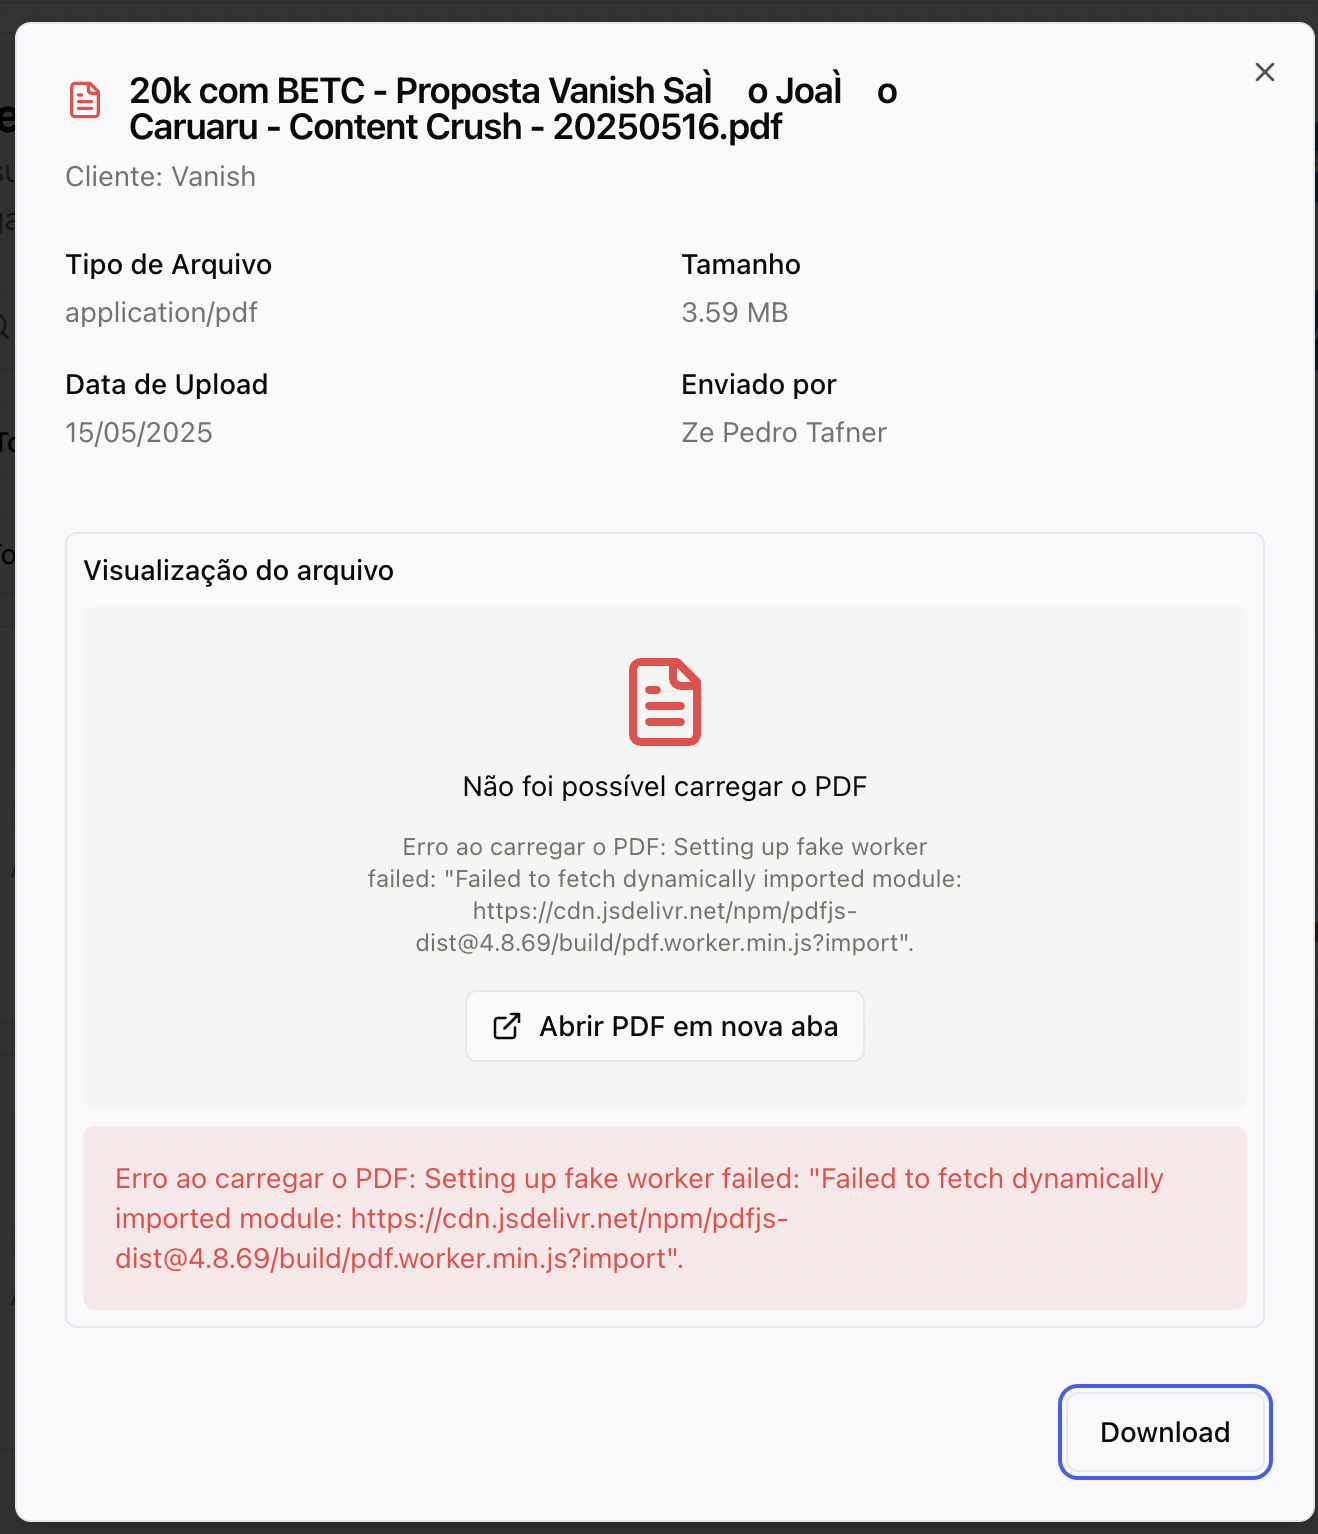 20k com BETC - Proposta Vanish SaÌ o JoaÌ o
Caruaru - Content Crush - 20250516.pdf
Cliente: Vanish
Tipo de Arquivo
Tamanho
application/pdf
3.59 MB
Data de Upload
Enviado por
15/05/2025
Ze Pedro Tafner
Visualização do arquivo
Não foi possível carregar o PDF
Erro ao carregar o PDF: Setting up fake worker
failed: "Failed to fetch dynamically imported module:
https://cdn.jsdelivr.net/npm/pdfjs-
dist@4.8.69/build/pdf.worker.min.js?import".
Abrir PDF em nova aba
Erro ao carregar o PDF: Setting up fake worker failed: "Failed to fetch dynamically
imported module: https://cdn.jsdelivr.net/npm/pdfjs-
dist@4.8.69/build/pdf.worker.min.js?import".
Download